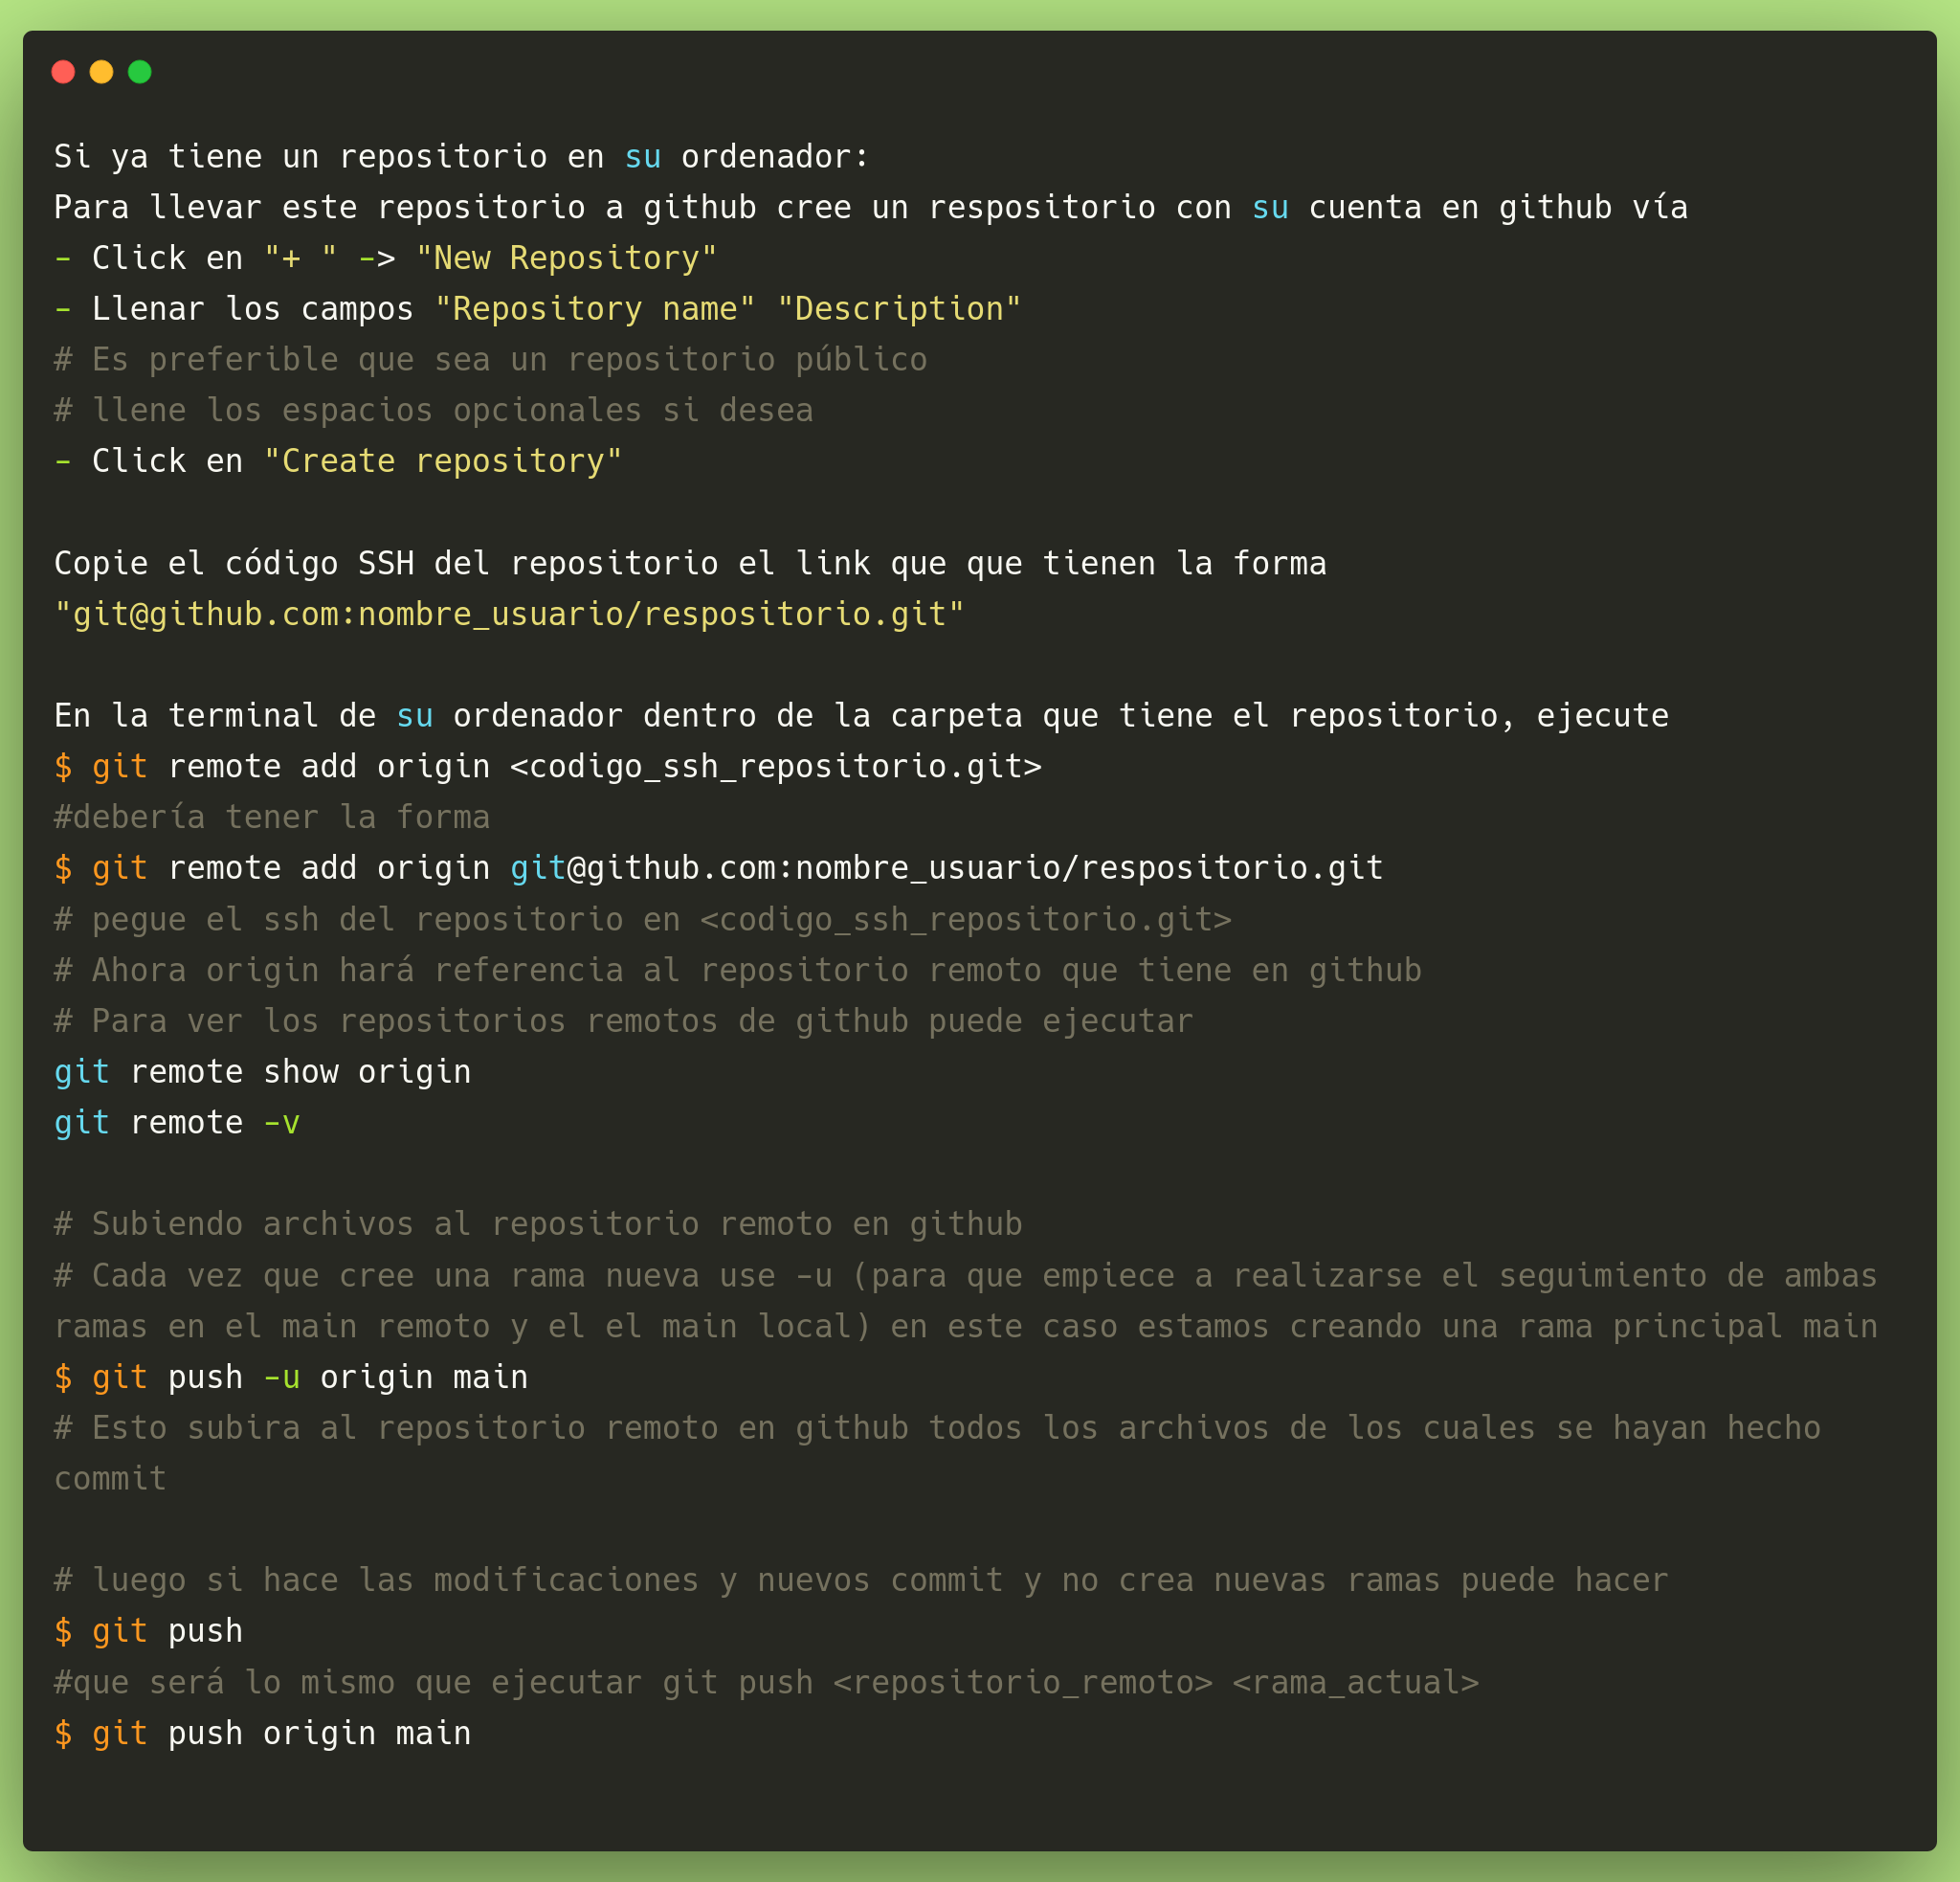 Si ya tiene un repositorio en su ordenador:
Para llevar este repositorio a github cree un respositorio con su cuenta en github vía
- Click en "+ " -> "New Repository"
- Llenar los campos "Repository name" "Description"
# Es preferible que sea un repositorio público
# llene los espacios opcionales si desea
- Click en "Create repository"
Copie el código SSH del repositorio el link que que tienen la forma
"git@github.com:nombre_usuario/respositorio.git"
En la terminal de su ordenador dentro de la carpeta que tiene el repositorio, ejecute
$ git remote add origin <codigo_ssh_repositorio.git>
#debería tener la forma
$ git remote add origin git@github.com:nombre_usuario/respositorio.git
# pegue el ssh del repositorio en <codigo_ssh_repositorio.git>
# Ahora origin hará referencia al repositorio remoto que tiene en github
# Para ver los repositorios remotos de github puede ejecutar
git remote show origin
git remote -v
# Subiendo archivos al repositorio remoto en github
# Cada vez que cree una rama nueva use -u (para que empiece a realizarse el seguimiento de ambas
ramas en el main remoto y el el main local) en este caso estamos creando una rama principal main
$ git push -u origin main
# Esto subira al repositorio remoto en github todos los archivos de los cuales se hayan hecho
commit
# luego si hace las modificaciones y nuevos commit y no crea nuevas ramas puede hacer
$ git push
#que será lo mismo que ejecutar git push <repositorio_remoto> <rama_actual>
$ git push origin main